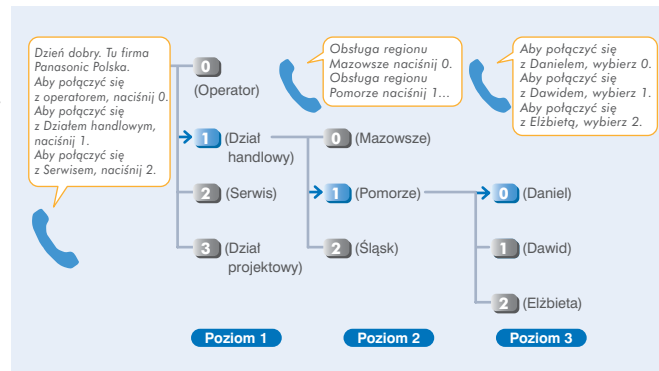 Dzień dobry. Tu firma
Panasonic Polska.
Aby połączyć się
z operatorem, naciśnij 0.
Aby połączyć się
z Działem handlowym,
naciśnij 1.
Aby połączyć się
z Serwisem, naciśnij 2.
0
(Operator)
1 (Dział
handlowy)
2 (Serwis)
3 (Dział
projektowy)
Poziom 1
Obsługa regionu
Mazowsze naciśnij 0.
Obsługa regionu
Pomorze naciśnij 1...
0 (Mazowsze)
1 (Pomorze)
2 (Śląsk)
Poziom 2
Aby połączyć się
z Danielem, wybierz 0.
Aby połączyć się
z Dawidem, wybierz 1.
Aby połączyć się
z Elżbietą, wybierz 2.
0 (Daniel)
1 (Dawid)
2 (Elżbieta)
Poziom 3